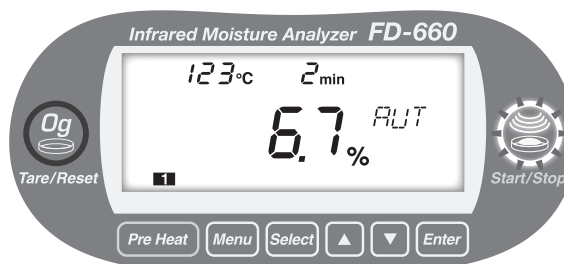 Infrared Moisture Analyzer FD-660
123°C 2min
0g
6.7% AUT
Tare/Reset
1
Start/Stop
Pre Heat Menu Select ▲ ▼ Enter